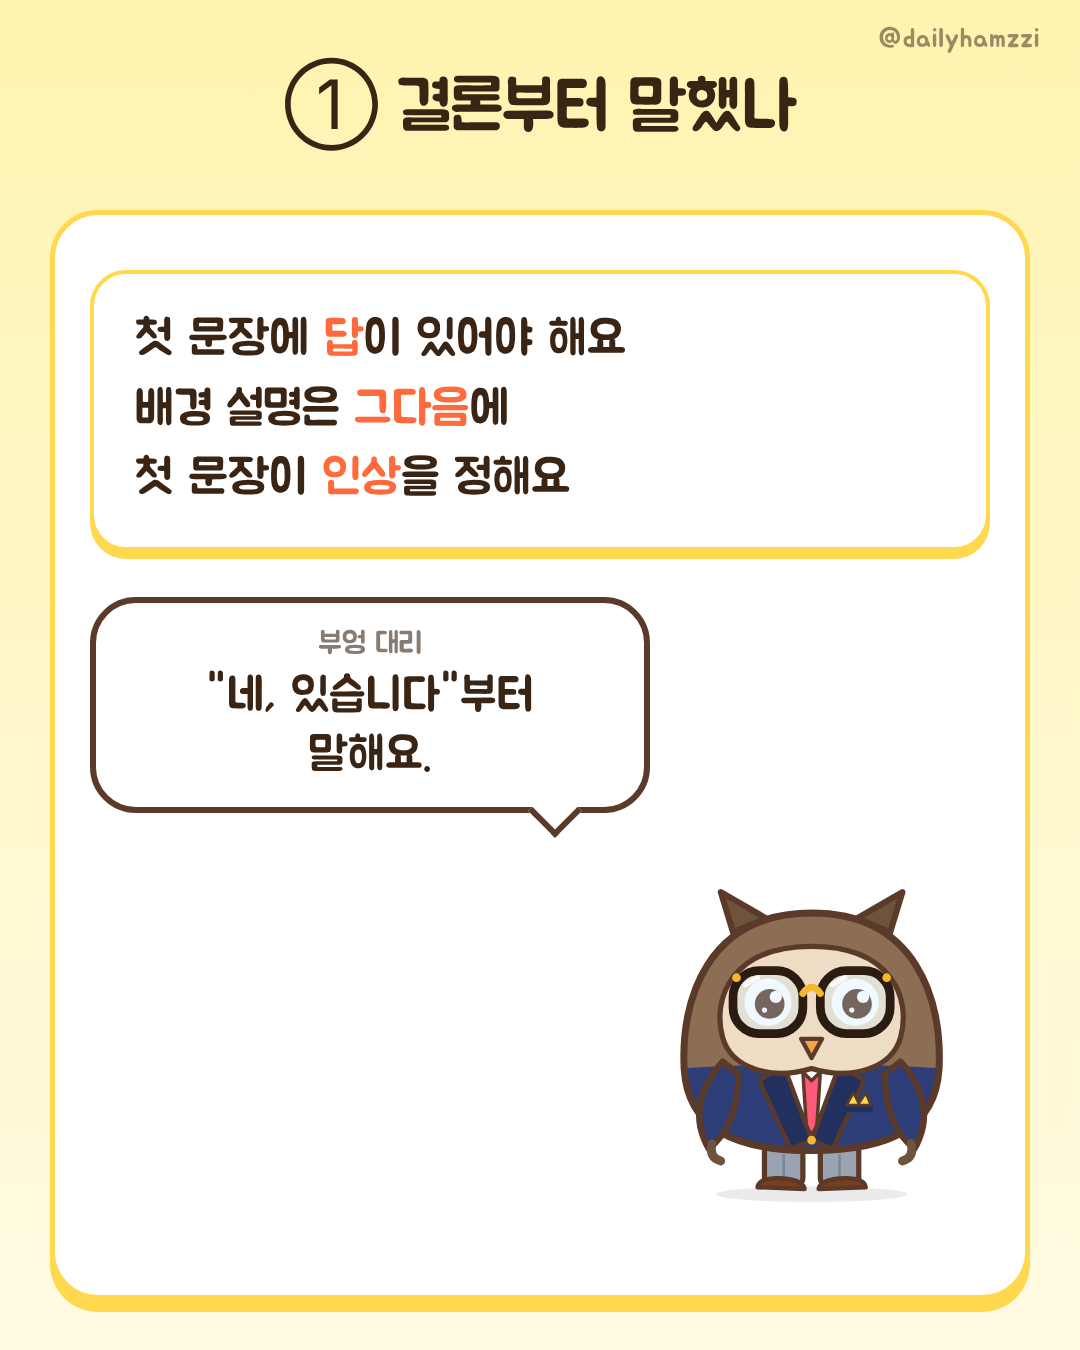 @dailyhamzzi
① 결론부터 말했나
첫 문장에 답이 있어야 해요
배경 설명은 그다음에
첫 문장이 인상을 정해요
부엉 대리
"네, 있습니다"부터
말해요.